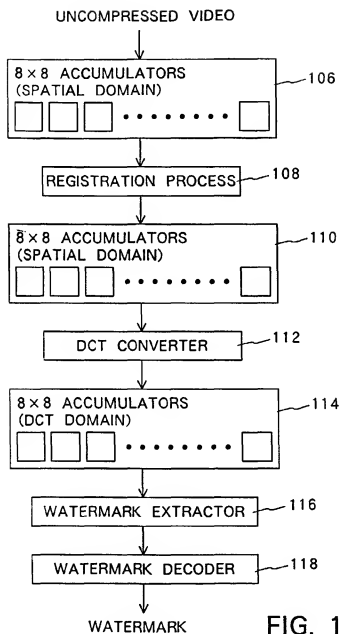 UNCOMPRESSED VIDEO
8×8 ACCUMULATORS
(SPATIAL DOMAIN)
106
REGISTRATION PROCESS
108
8×8 ACCUMULATORS
(SPATIAL DOMAIN)
110
DCT CONVERTER
112
8×8 ACCUMULATORS
(DCT DOMAIN)
114
WATERMARK EXTRACTOR
116
WATERMARK DECODER
118
WATERMARK
FIG. 1